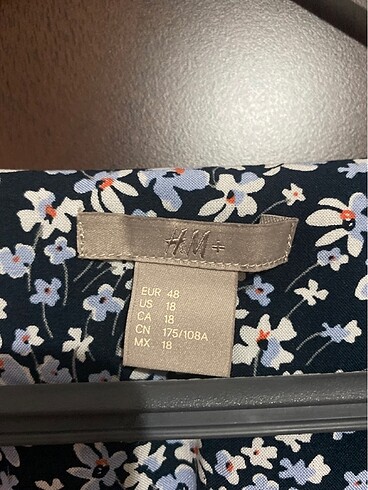 H&M+
EUR 48
US 18
CA 18
CN 175/108A
MX 18